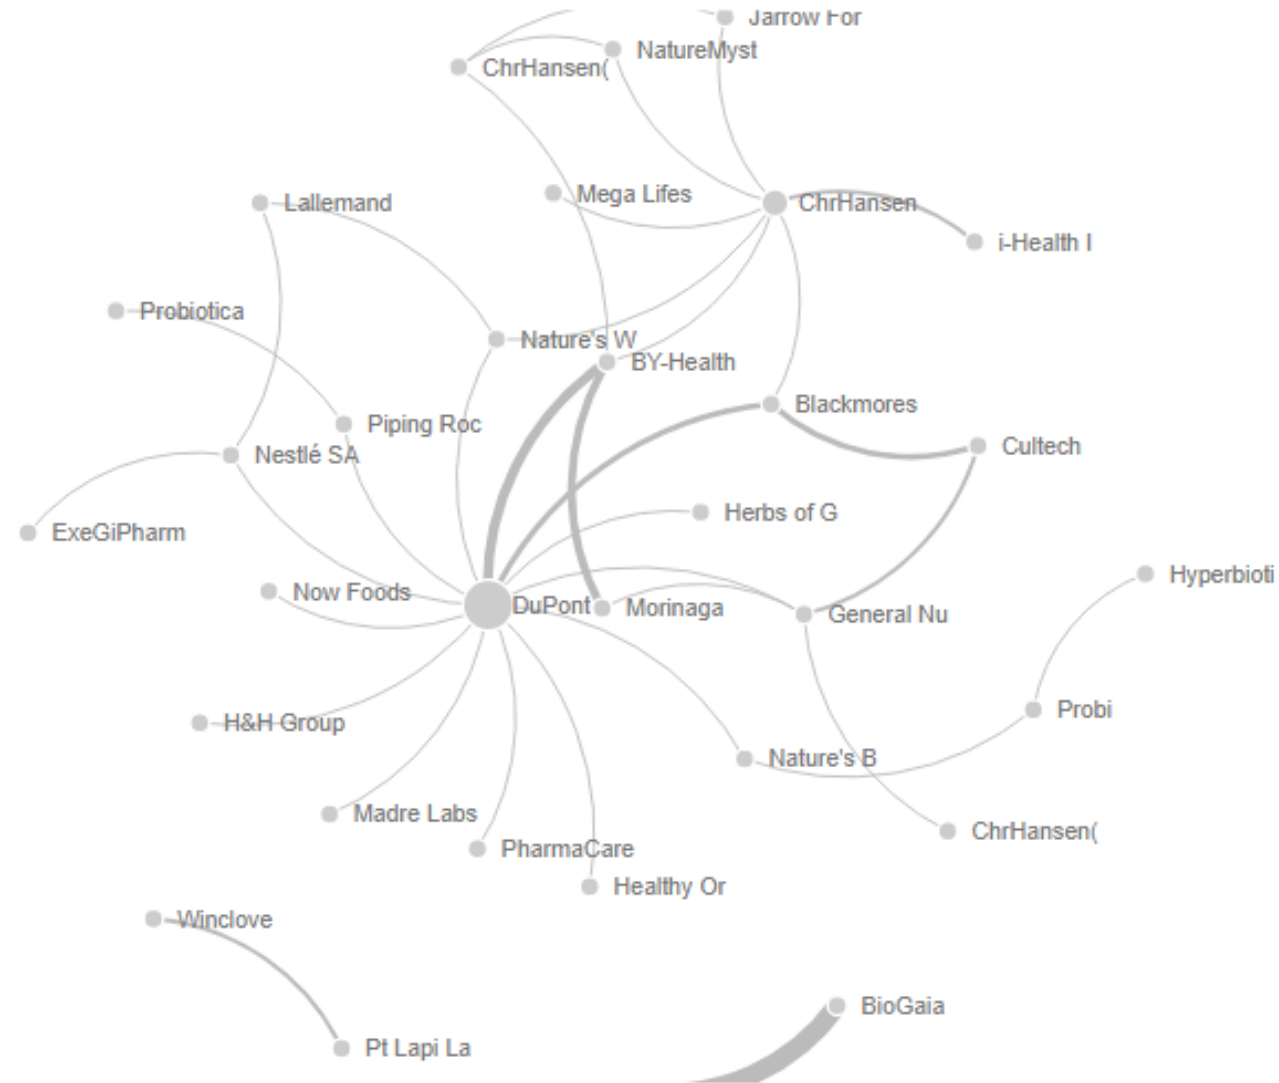 Jarrow For
NatureMyst
ChrHansen(
Mega Lifes
Lallemand
ChrHansen
i-Health I
Probiotica
Nature's W
BY-Health
Blackmores
Piping Roc
Cultech
Nestlé SA
Herbs of G
ExeGiPharm
Hyperbioti
Now Foods
DuPont
Morinaga
General Nu
Probi
H&H Group
Nature's B
Madre Labs
ChrHansen(
PharmaCare
Healthy Or
Winclove
BioGaia
Pt Lapi La